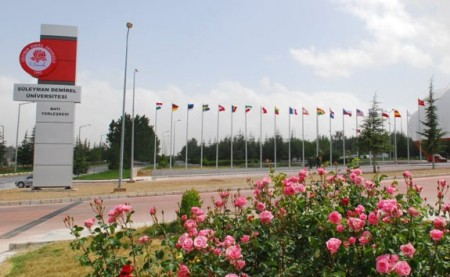 SÜLEYMAN DEMİREL
ÜNİVERSİTESİ
BATI
YERLEŞKESİ